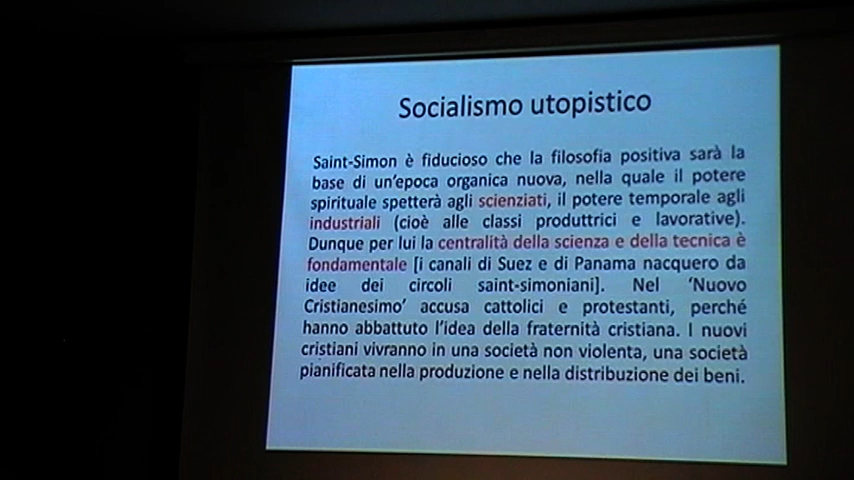 Socialismo utopistico
Saint-Simon è fiducioso che la filosofia positiva sarà la
base di un'epoca organica nuova, nella quale il potere
spirituale spetterà agli scienziati, il potere temporale agli
industriali (cioè alle classi produttrici e lavorative).
Dunque per lui la centralità della scienza e della tecnica è
fondamentale [i canali di Suez e di Panama nacquero da
idee dei circoli saint-simoniani]. Nel 'Nuovo
Cristianesimo' accusa cattolici e protestanti, perché
hanno abbattuto l'idea della fraternità cristiana. I nuovi
cristiani vivranno in una società non violenta, una società
pianificata nella produzione e nella distribuzione dei beni.